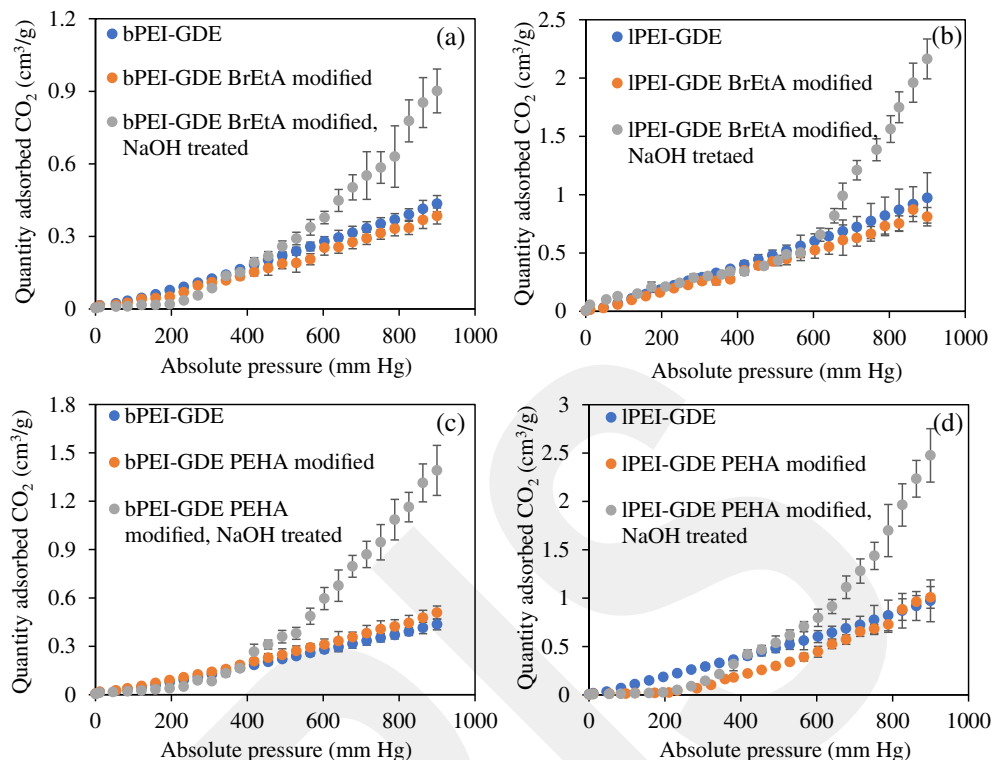 (a)
bPEI-GDE
bPEI-GDE BrEtA modified
bPEI-GDE BrEtA modified,
NaOH treated
Quantity adsorbed CO₂ (cm³/g)
1.2
0.9
0.6
0.3
0
0 200 400 600 800 1000
Absolute pressure (mm Hg)
(b)
lPEI-GDE
lPEI-GDE BrEtA modified
lPEI-GDE BrEtA modified,
NaOH tretaed
Quantity adsorbed CO₂ (cm³/g)
2.5
2
1.5
1
0.5
0
0 200 400 600 800 1000
Absolute pressure (mm Hg)
(c)
bPEI-GDE
bPEI-GDE PEHA modified
bPEI-GDE PEHA
modified, NaOH treated
Quantity adsorbed CO₂ (cm³/g)
1.8
1.5
1.2
0.9
0.6
0.3
0
0 200 400 600 800 1000
Absolute pressure (mm Hg)
(d)
lPEI-GDE
lPEI-GDE PEHA modified
lPEI-GDE PEHA modified,
NaOH treated
Quantity adsorbed CO₂ (cm³/g)
3
2.5
2
1.5
1
0.5
0
0 200 400 600 800 1000
Absolute pressure (mm Hg)